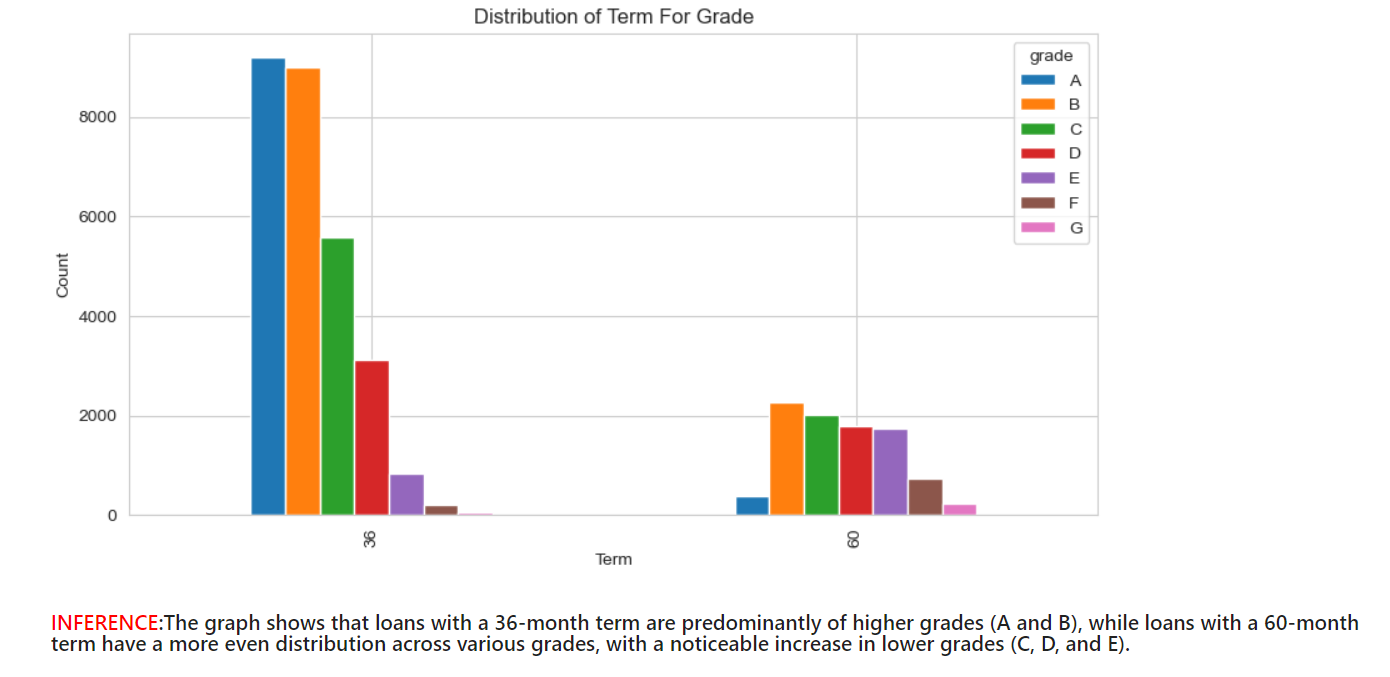 Distribution of Term For Grade
grade
A
B
C
D
E
F
G
8000
6000
4000
2000
0
Count
36
60
Term
INFERENCE:The graph shows that loans with a 36-month term are predominantly of higher grades (A and B), while loans with a 60-month
term have a more even distribution across various grades, with a noticeable increase in lower grades (C, D, and E).